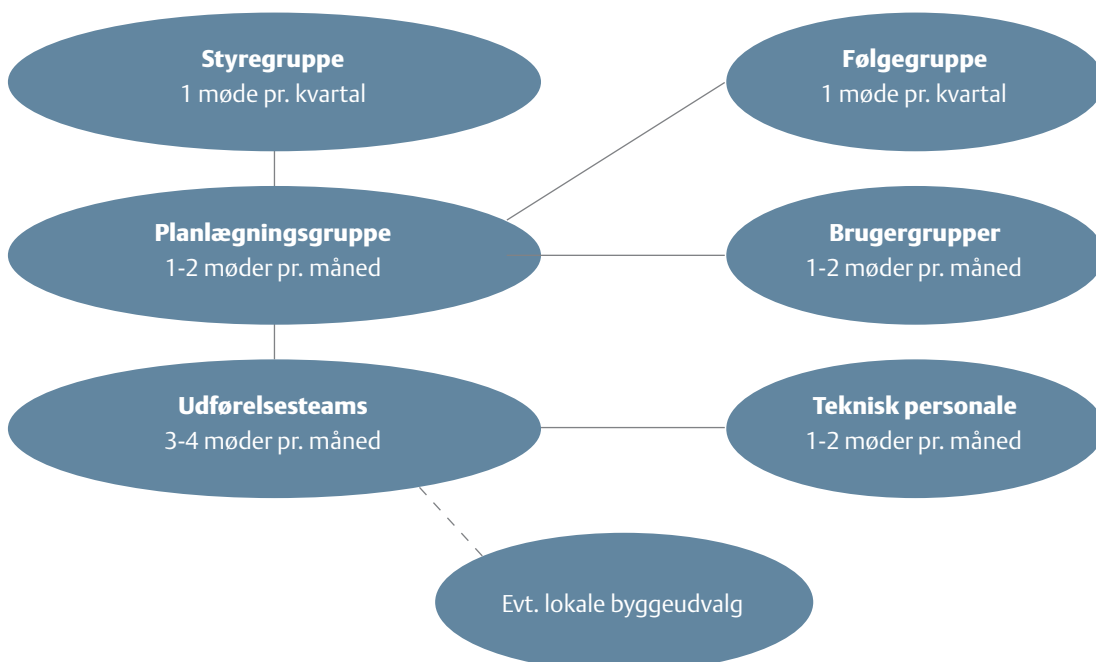 Styregruppe
1 møde pr. kvartal
Følgegruppe
1 møde pr. kvartal
Planlægningsgruppe
1-2 møder pr. måned
Brugergrupper
1-2 møder pr. måned
Udførelsesteams
3-4 møder pr. måned
Teknisk personale
1-2 møder pr. måned
Evt. lokale byggeudvalg